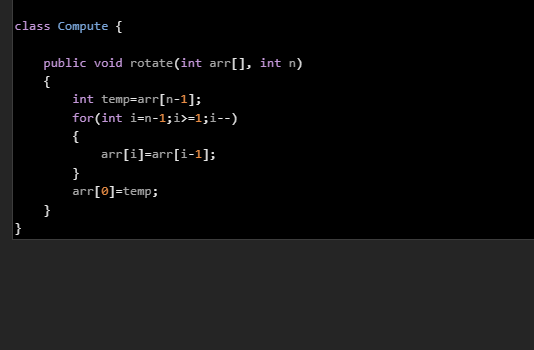 class Compute {
public void rotate(int arr[], int n)
{
int temp=arr[n-1];
for(int i=n-1;i>=1;i--)
{
arr[i]=arr[i-1];
}
arr[0]=temp;
}
}